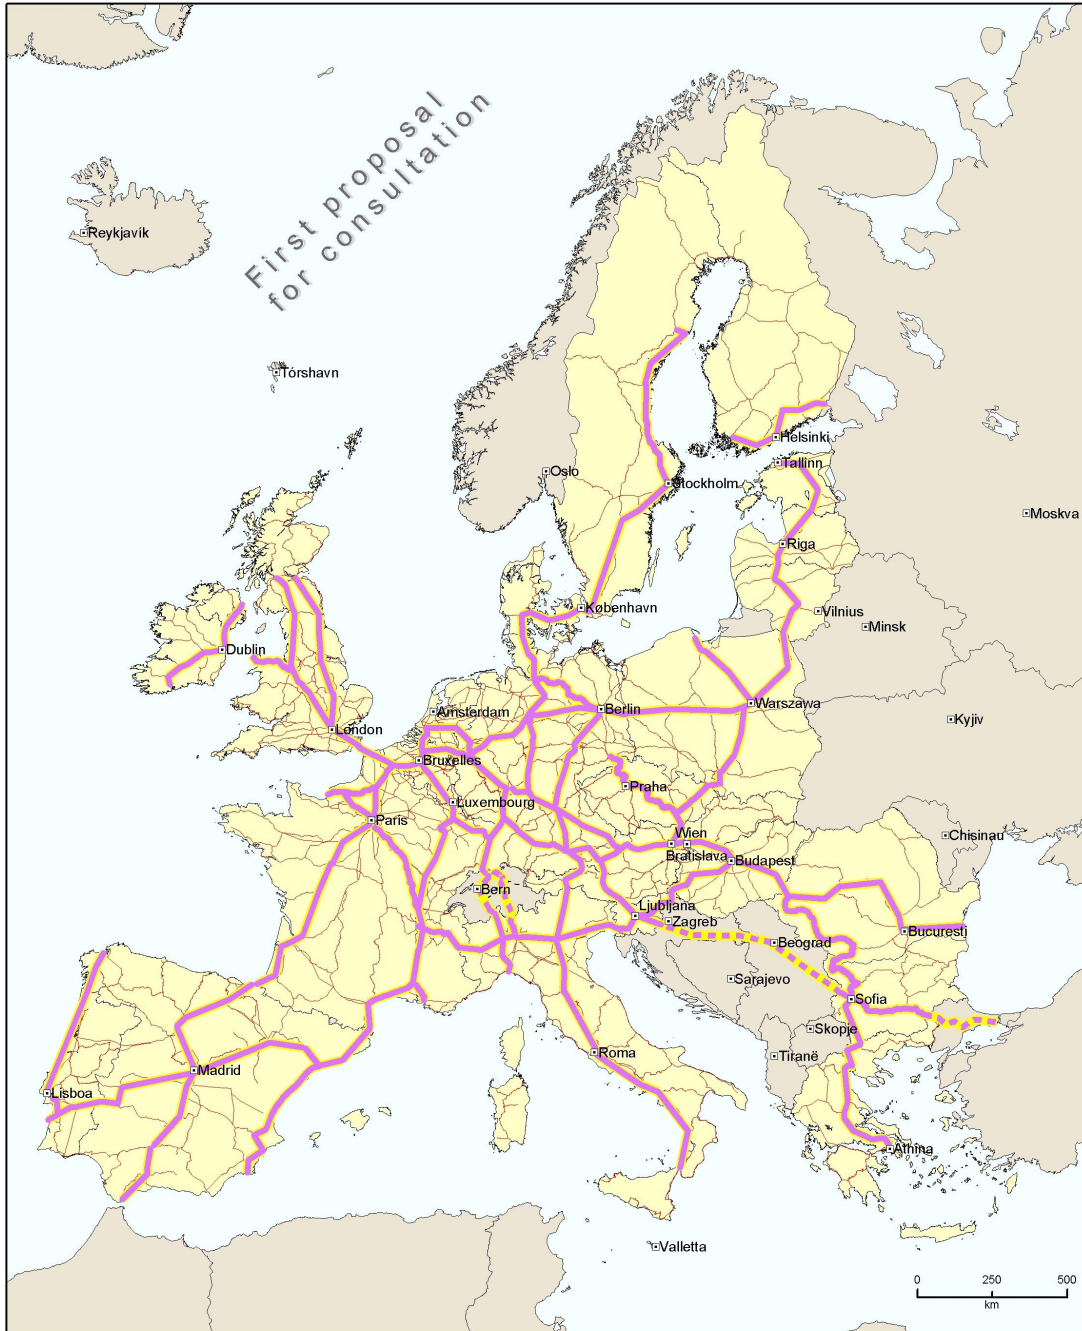 First proposal
for consultation
Reykjavík
Tórshavn
Oslo
Helsinki
Tallinn
Stockholm
Moskva
Riga
København
Vilnius
Minsk
Dublin
Amsterdam
Berlin
Warszawa
Kyjiv
London
Bruxelles
Praha
Luxembourg
Paris
Wien
Bratislava
Budapest
Chisinau
Bern
Ljubljana
Zagreb
Bucuresti
Beograd
Sarajevo
Sofia
Skopje
Roma
Tiranë
Madrid
Lisboa
Athina
Valletta
0 250 500
km